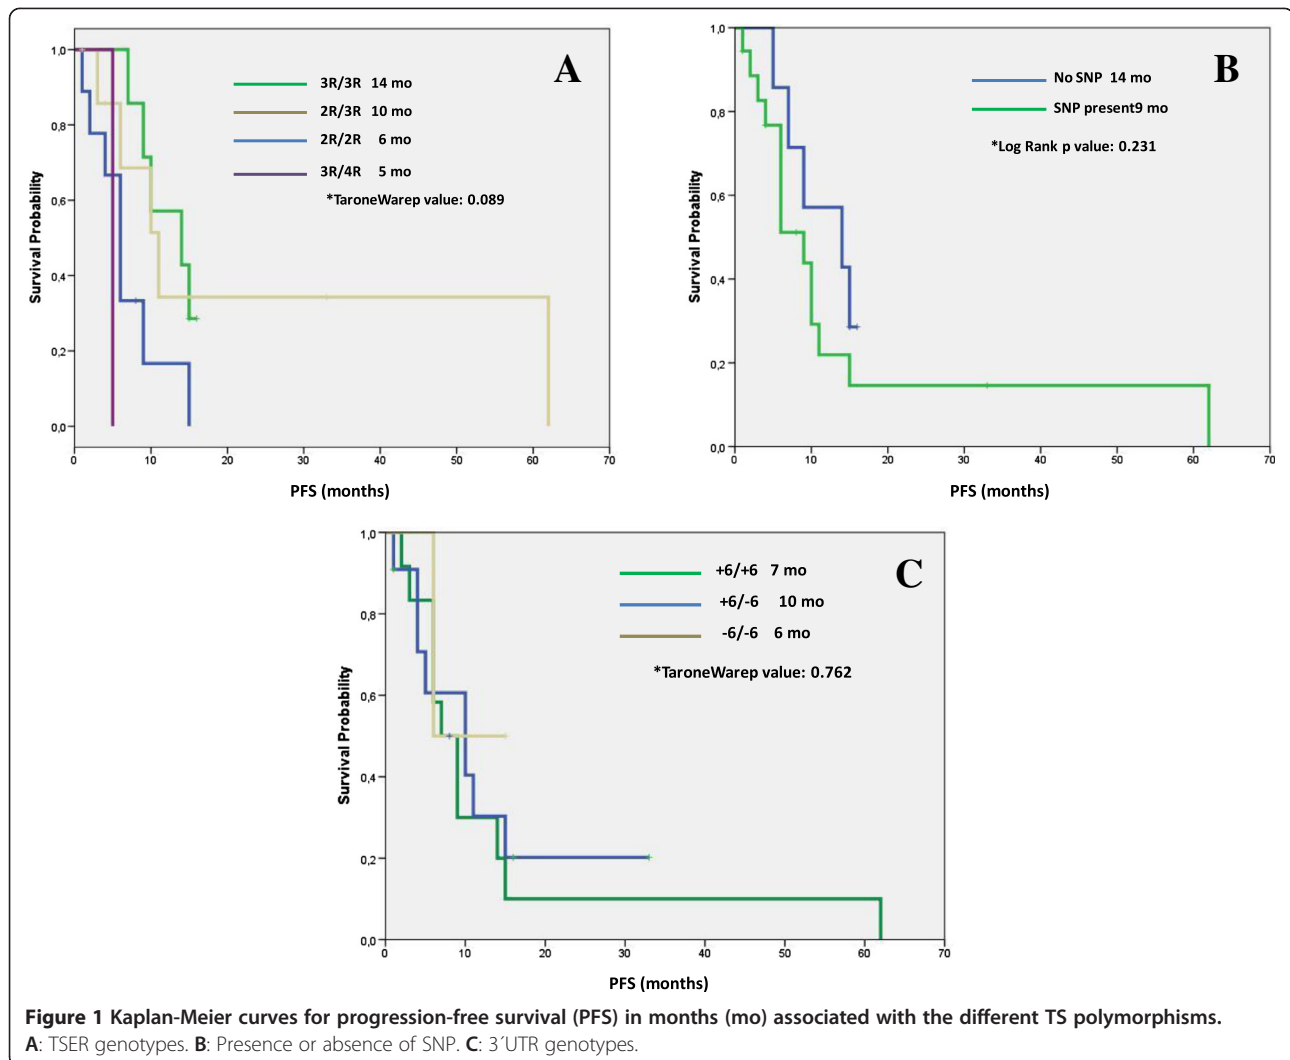 A
3R/3R 14 mo
2R/3R 10 mo
2R/2R 6 mo
3R/4R 5 mo
*TaroneWarep value: 0.089
Survival Probability
1,0
0,8
0,6
0,4
0,2
0,0
0 10 20 30 40 50 60 70
PFS (months)
B
No SNP 14 mo
SNP present9 mo
*Log Rank p value: 0.231
Survival Probability
1,0
0,8
0,6
0,4
0,2
0,0
0 10 20 30 40 50 60 70
PFS (months)
C
+6/+6 7 mo
+6/-6 10 mo
-6/-6 6 mo
*TaroneWarep value: 0.762
Survival Probability
1,0
0,8
0,6
0,4
0,2
0,0
0 10 20 30 40 50 60 70
PFS (months)
Figure 1 Kaplan-Meier curves for progression-free survival (PFS) in months (mo) associated with the different TS polymorphisms.
A: TSER genotypes. B: Presence or absence of SNP. C: 3´UTR genotypes.